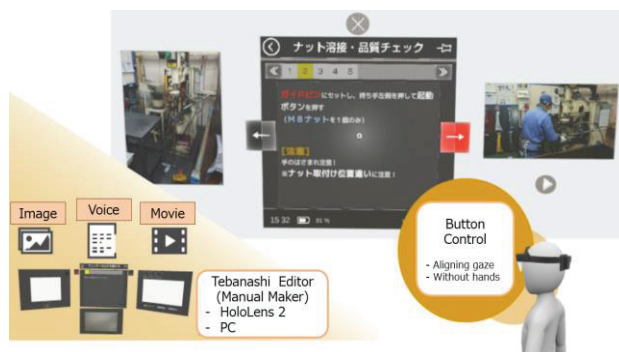 ナット溶接・品質チェック
1 2 3 4 5
ガイドピンにセットし、持ち手左側を押して起動
ボタンを押す
(M8ナットを1個のみ)
[注意]
手のはさまれ注意!
※ナット取付け位置違いに注意!
15 32 81 %
Image
Voice
Movie
Tebanashi Editor
(Manual Maker)
- HoloLens 2
- PC
Button
Control
- Aligning gaze
- Without hands